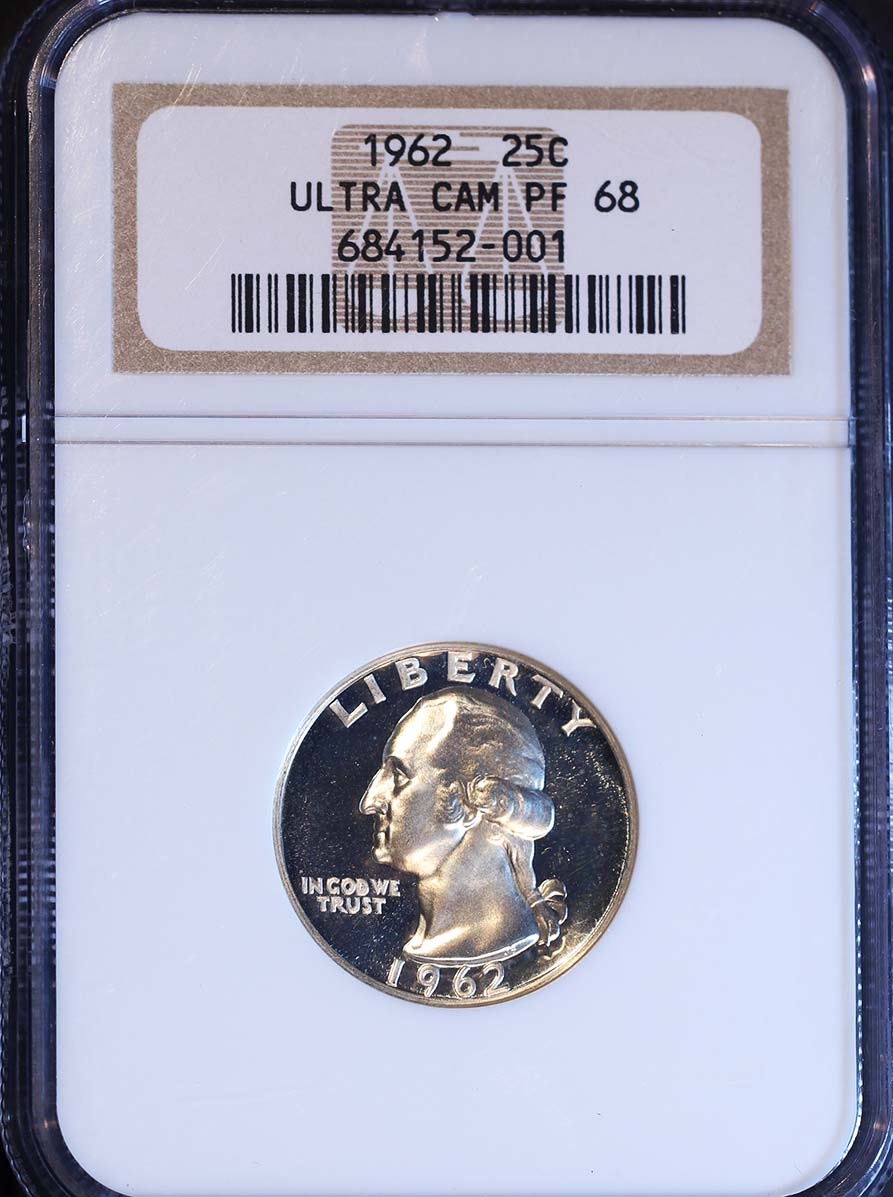 1962 25C
ULTRA CAM PF 68
684152-001
LIBERTY
IN GOD WE
TRUST
1962